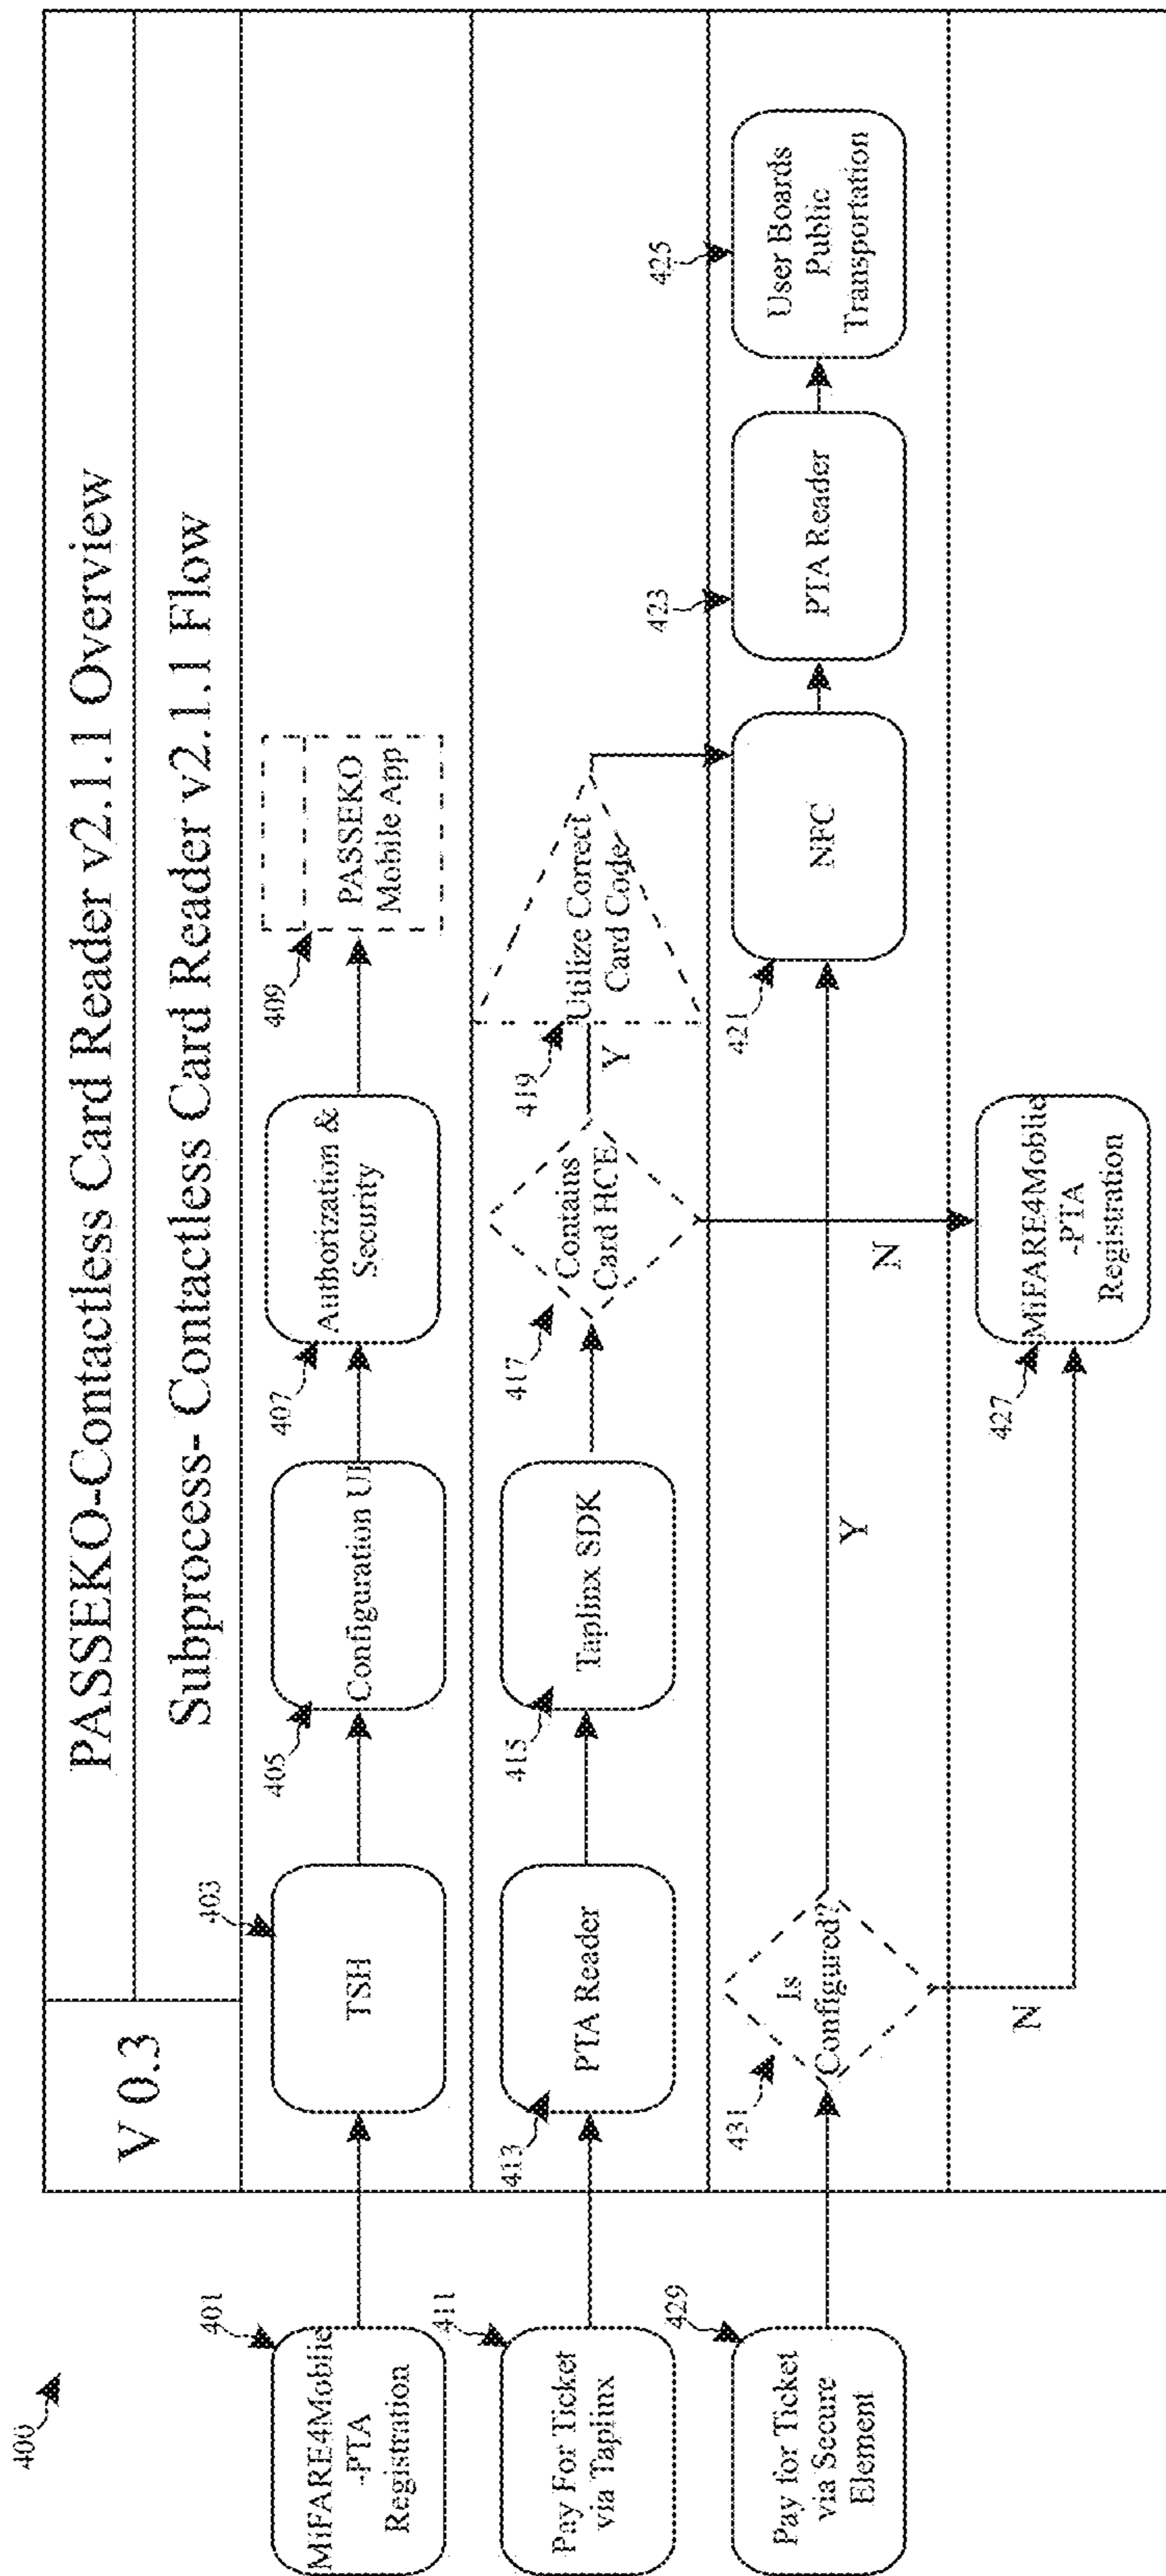 400
V 0.3
PASSEKO-Contactless Card Reader v2.1.1 Overview
Subprocess- Contactless Card Reader v2.1.1 Flow
401
MiFARE4Moblie
-PTA
Registration
403
TSH
405
Configuration UI
407
Authorization &
Security
409
PASSEKO
Mobile App
411
Pay For Ticket
via Taplinx
413
PTA Reader
415
Taplinx SDK
417
Contains
Card HCE
Y
419
Utilize Correct
Card Code
N
429
Pay for Ticket
via Secure
Element
431
Is
Configured?
Y
421
NFC
423
PTA Reader
425
User Boards
Public
Transportation
N
427
MiFARE4Moblie
-PTA
Registration